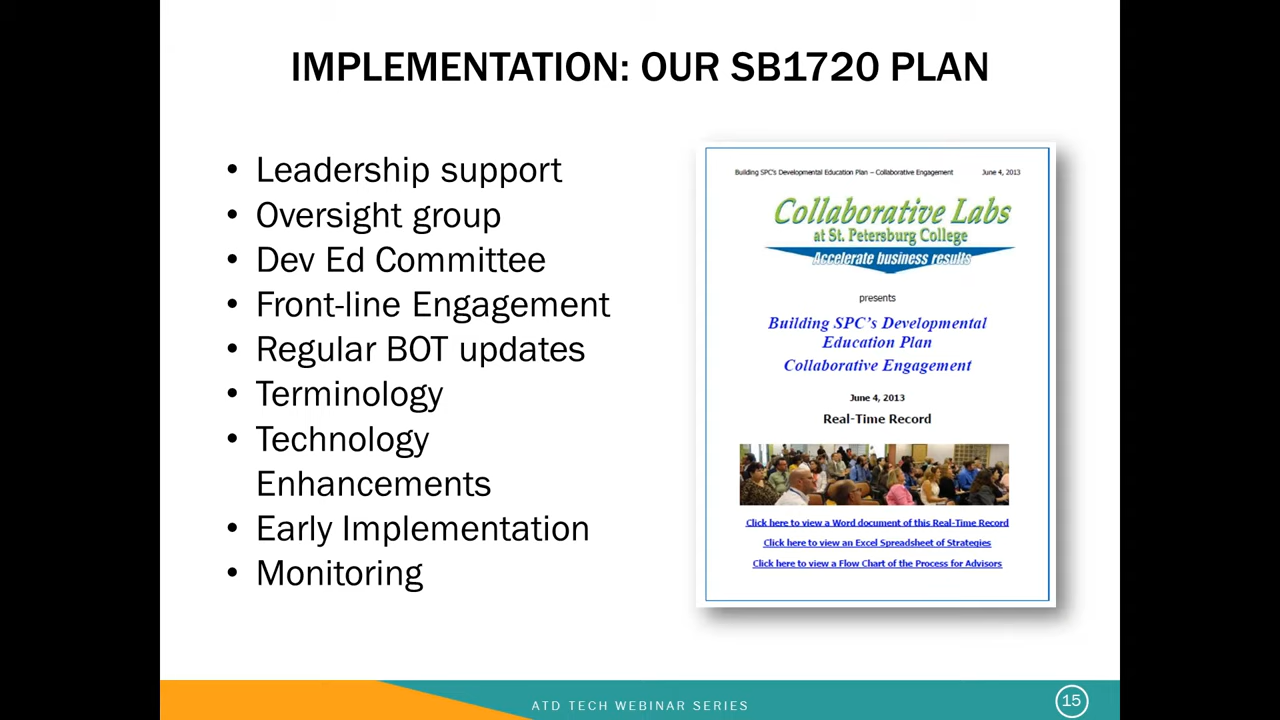 IMPLEMENTATION: OUR SB1720 PLAN
• Leadership support
• Oversight group
• Dev Ed Committee
• Front-line Engagement
• Regular BOT updates
• Terminology
• Technology
Enhancements
• Early Implementation
• Monitoring
Building SPC's Developmental Education Plan – Collaborative Engagement June 4, 2013
Collaborative Labs
at St. Petersburg College
Accelerate business results
presents
Building SPC's Developmental
Education Plan
Collaborative Engagement
June 4, 2013
Real-Time Record
Click here to view a Word document of this Real-Time Record
Click here to view an Excel Spreadsheet of Strategies
Click here to view a Flow Chart of the Process for Advisors
ATD TECH WEBINAR SERIES
15